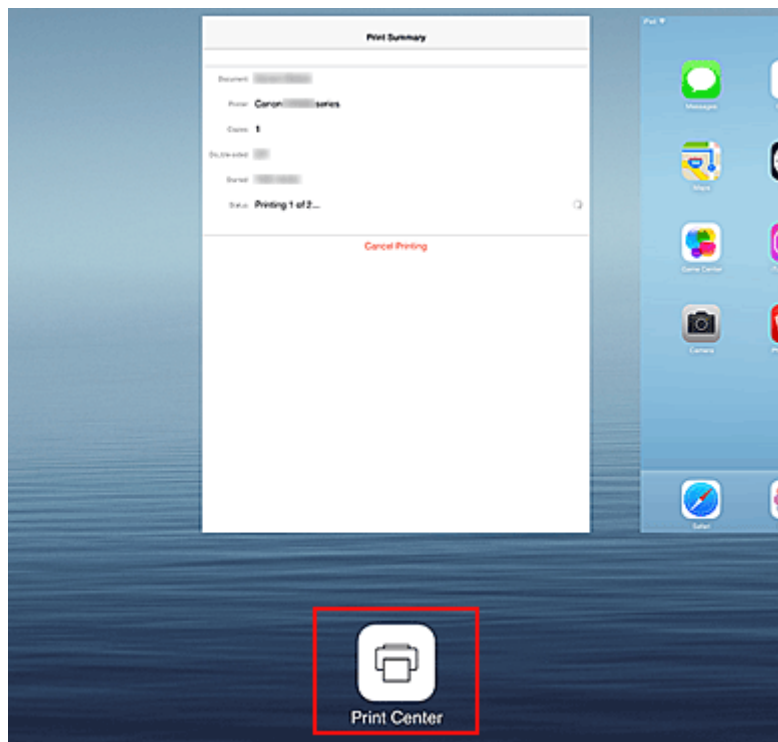 Print Summary
Document
Printer Canon series
Copies 1
Double-sided
Started
Status Printing 1 of 2...
Cancel Printing
iPad
Messages
Maps
Game Center
Camera
Safari
Print Center